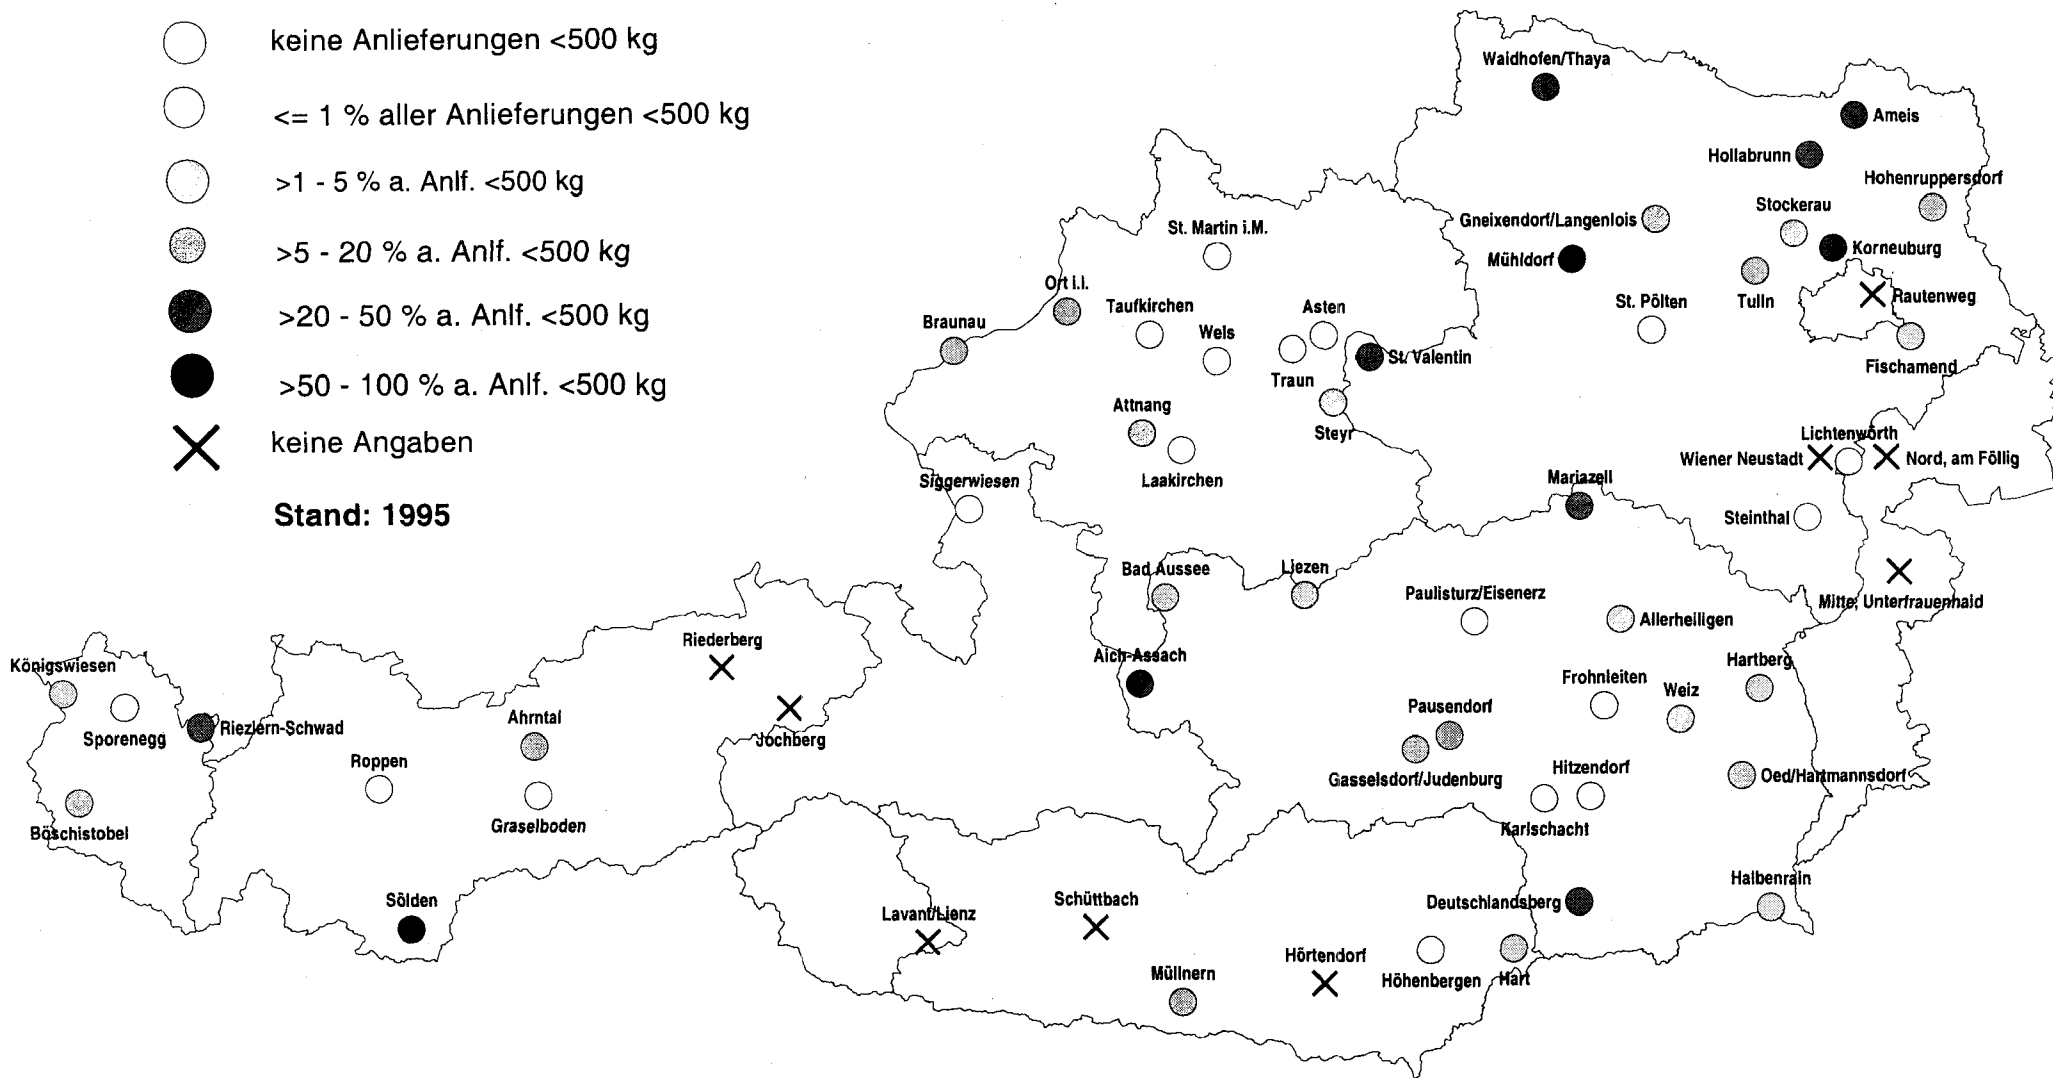 keine Anlieferungen <500 kg
<= 1 % aller Anlieferungen <500 kg
>1 - 5 % a. Anlf. <500 kg
>5 - 20 % a. Anlf. <500 kg
>20 - 50 % a. Anlf. <500 kg
>50 - 100 % a. Anlf. <500 kg
keine Angaben
Stand: 1995
Waidhofen/Thaya
Ameis
Hollabrunn
Hohenruppersdorf
Stockerau
Gneixendorf/Langenlois
St. Martin i.M.
Korneuburg
Mühldorf
Ort i.I.
Tulln
Rautenweg
St. Pölten
Taufkirchen
Asten
Braunau
Wels
St. Valentin
Fischamend
Traun
Attnang
Steyr
Lichtenwörth
Wiener Neustadt
Nord, am Föllig
Laakirchen
Siggerwiesen
Mariazell
Steinthal
Bad Aussee
Liezen
Paulisturz/Eisenerz
Mitte, Unterfrauenhaid
Allerheiligen
Riederberg
Aich-Assach
Hartberg
Königswiesen
Frohnleiten
Weiz
Pausendorf
Ahrntal
Riezlern-Schwad
Sporenegg
Jochberg
Roppen
Hitzendorf
Gasselsdorf/Judenburg
Oed/Hartmannsdorf
Graselboden
Karlschacht
Böschistobel
Halbenrain
Sölden
Schüttbach
Deutschlandsberg
Lavant/Lienz
Hörtendorf
Müllnern
Höhenbergen
Hart